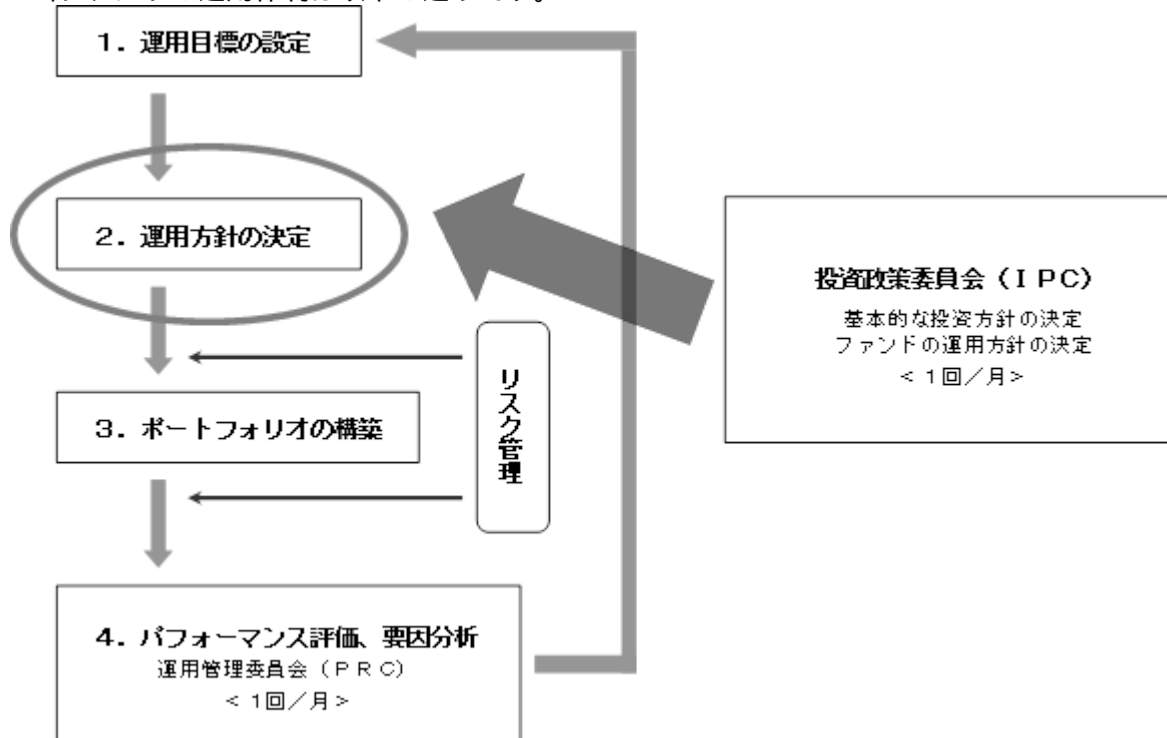 1．運用目標の設定
2．運用方針の決定
投資政策委員会（ＩＰＣ）
基本的な投資方針の決定
ファンドの運用方針の決定
＜1回／月＞
リスク管理
3．ポートフォリオの構築
4．パフォーマンス評価、要因分析
運用管理委員会（ＰＲＣ）
＜1回／月＞